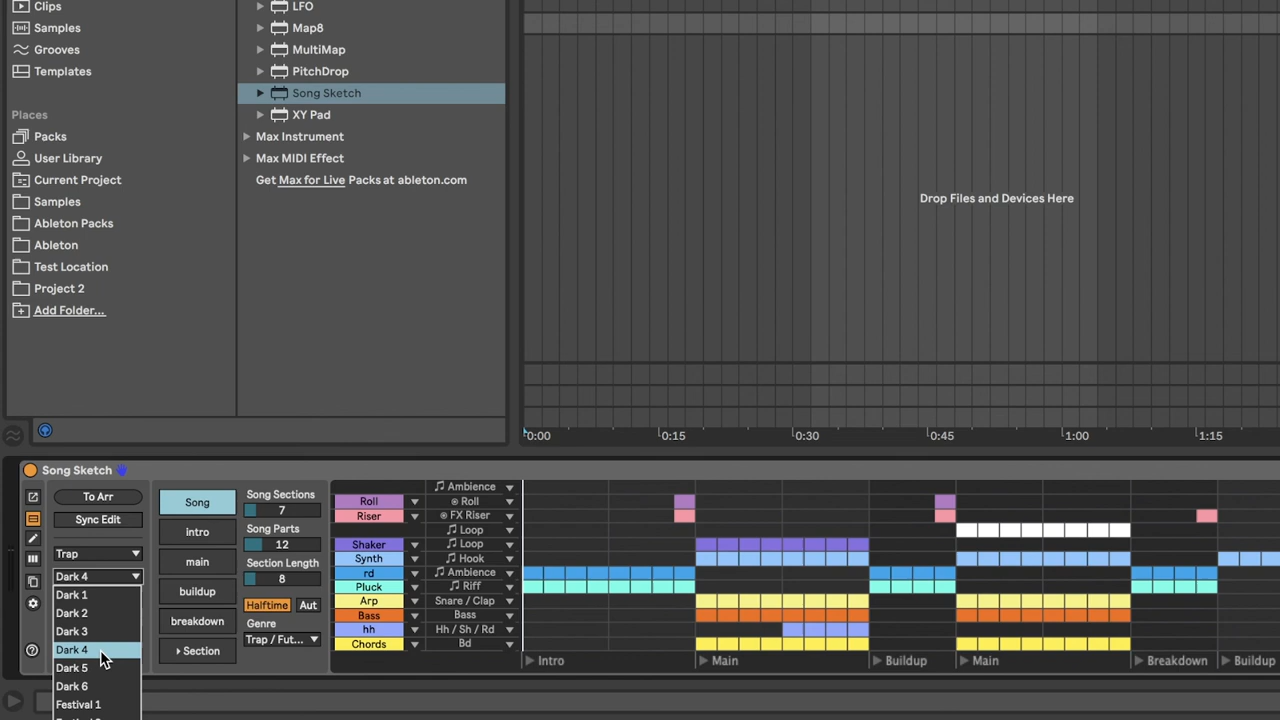 Clips
Samples
Grooves
Templates
Places
Packs
User Library
Current Project
Samples
Ableton Packs
Ableton
Test Location
Project 2
Add Folder...
LFO
Map8
MultiMap
PitchDrop
Song Sketch
XY Pad
Max Instrument
Max MIDI Effect
Get Max for Live Packs at ableton.com
Drop Files and Devices Here
0:00 0:15 0:30 0:45 1:00 1:15
Song Sketch
To Arr
Sync Edit
Trap
Dark 4
Dark 1
Dark 2
Dark 3
Dark 4
Dark 5
Dark 6
Festival 1
Song
intro
main
buildup
breakdown
Section
Song Sections
7
Song Parts
12
Section Length
8
Halftime Aut
Genre
Trap / Fut...
Ambience
Roll Roll
Riser FX Riser
Loop
Shaker Loop
Synth Hook
rd Ambience
Pluck Riff
Arp Snare / Clap
Bass Bass
hh Hh / Sh / Rd
Chords Bd
Intro Main Buildup Main Breakdown Buildup